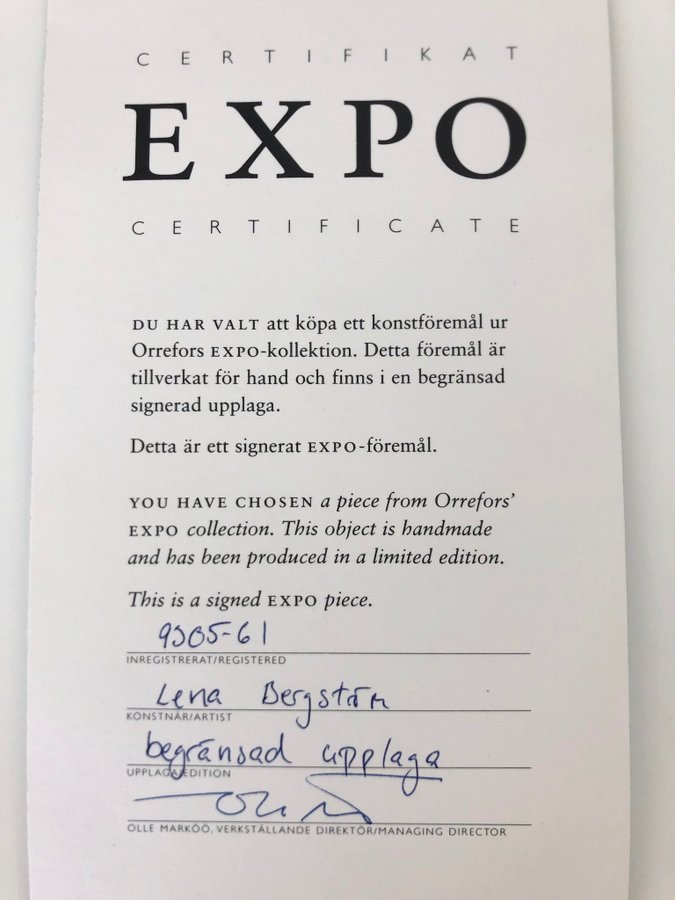 CERTIFIKAT
EXPO
CERTIFICATE
DU HAR VALT att köpa ett konstföremål ur
Orrefors EXPO-kollektion. Detta föremål är
tillverkat för hand och finns i en begränsad
signerad upplaga.
Detta är ett signerat EXPO-föremål.
YOU HAVE CHOSEN a piece from Orrefors’
EXPO collection. This object is handmade
and has been produced in a limited edition.
This is a signed EXPO piece.
9505-61
INREGISTRERAT/REGISTERED
Lena Bergström
KONSTNÄR/ARTIST
begränsad upplaga
UPPLAGA/EDITION
OLLE MARKÖÖ, VERKSTÄLLANDE DIREKTÖR/MANAGING DIRECTOR